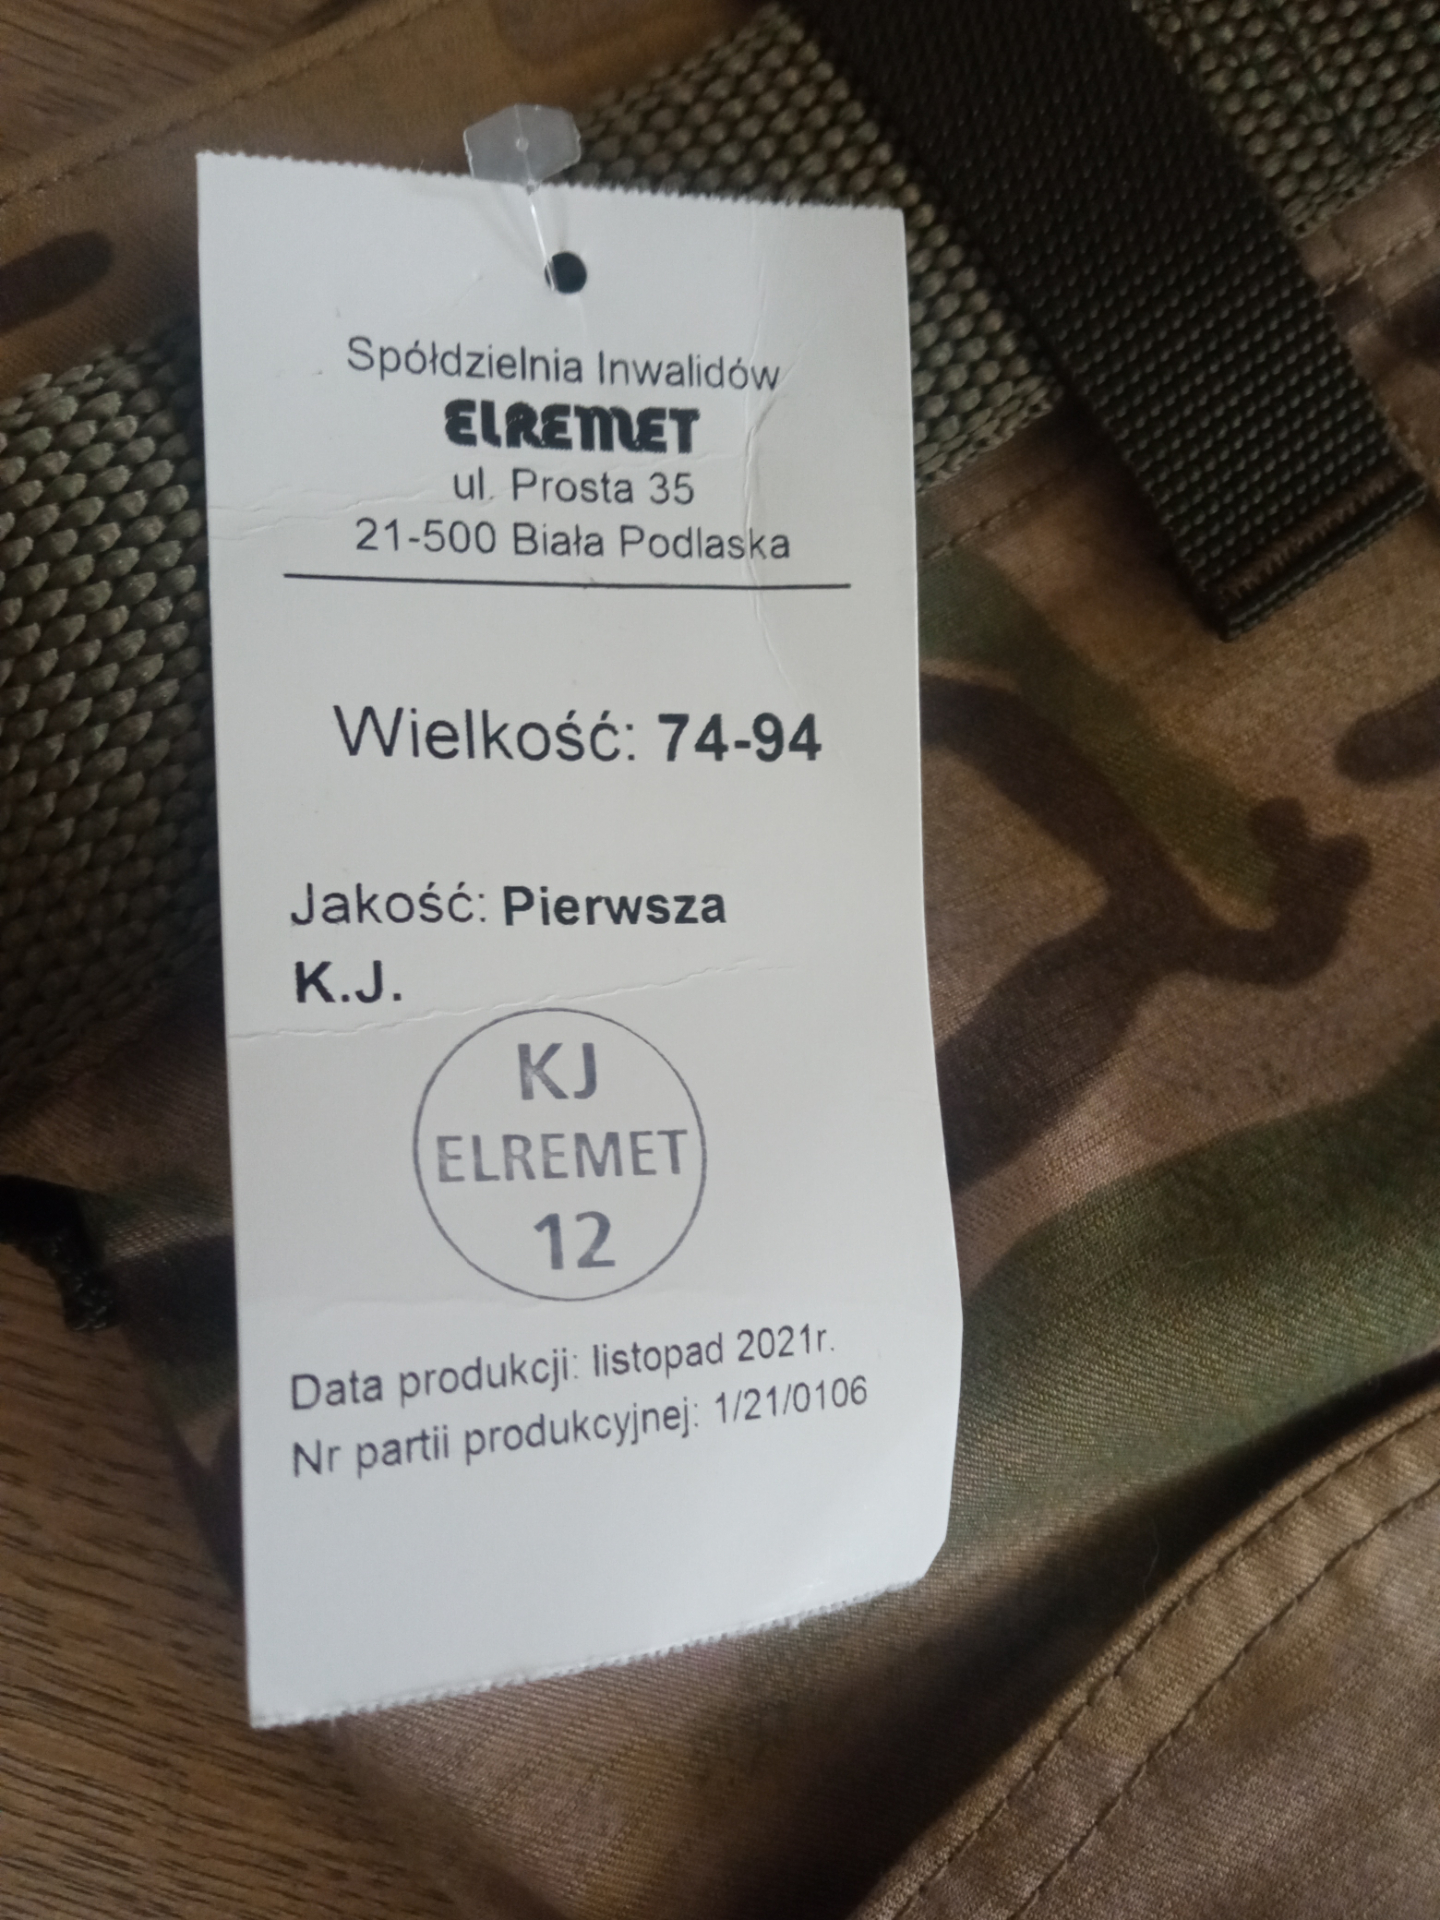 Spółdzielnia Inwalidów
ELREMET
ul. Prosta 35
21-500 Biała Podlaska
Wielkość: 74-94
Jakość: Pierwsza
K.J.
KJ
ELREMET
12
Data produkcji: listopad 2021r.
Nr partii produkcyjnej: 1/21/0106